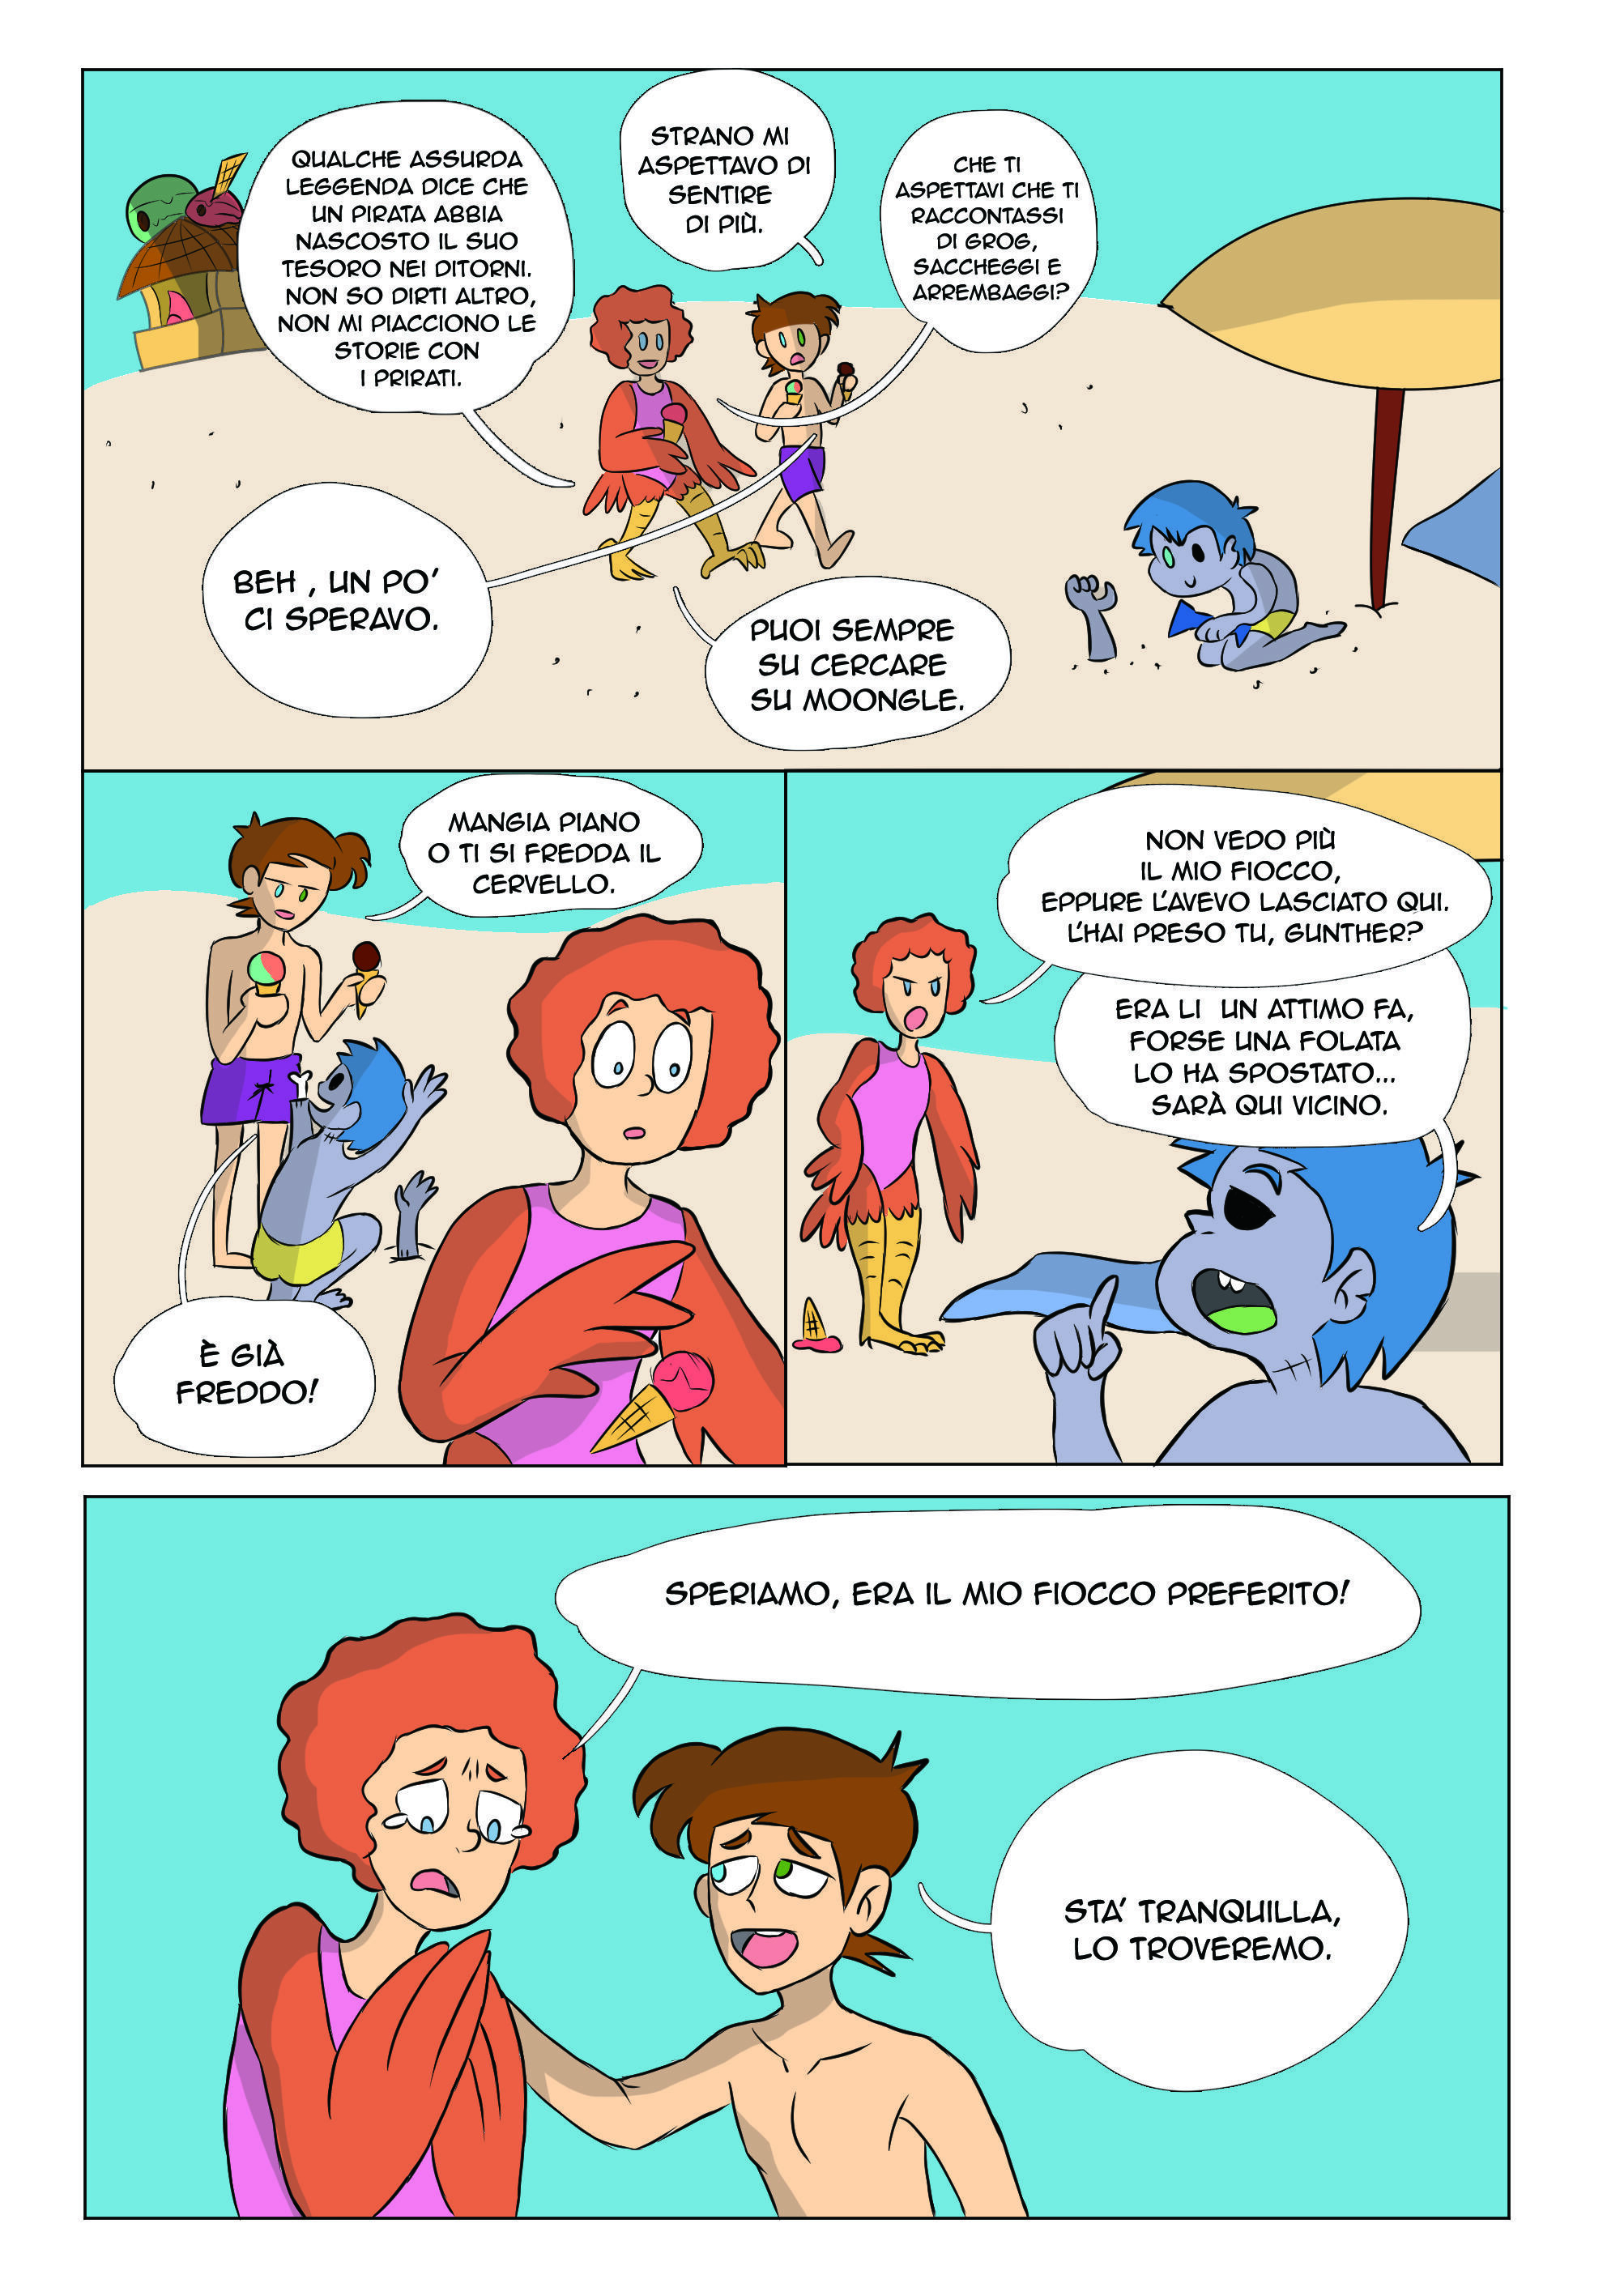 QUALCHE ASSURDA
LEGGENDA DICE CHE
UN PIRATA ABBIA
NASCOSTO IL SUO
TESORO NEI DITORNI.
NON SO DIRTI ALTRO,
NON MI PIACCIONO LE
STORIE CON
I PRIRATI.
STRANO MI
ASPETTAVO DI
SENTIRE
DI PIÙ.
CHE TI
ASPETTAVI CHE TI
RACCONTASSI
DI GROG,
SACCHEGGI E
ARREMBAGGI?
BEH , UN PO'
CI SPERAVO.
PUOI SEMPRE
SU CERCARE
SU MOONGLE.
MANGIA PIANO
O TI SI FREDDA IL
CERVELLO.
È GIÀ
FREDDO!
NON VEDO PIÙ
IL MIO FIOCCO,
EPPURE L'AVEVO LASCIATO QUI.
L'HAI PRESO TU, GUNTHER?
ERA LI UN ATTIMO FA,
FORSE UNA FOLATA
LO HA SPOSTATO...
SARÀ QUI VICINO.
SPERIAMO, ERA IL MIO FIOCCO PREFERITO!
STA' TRANQUILLA,
LO TROVEREMO.